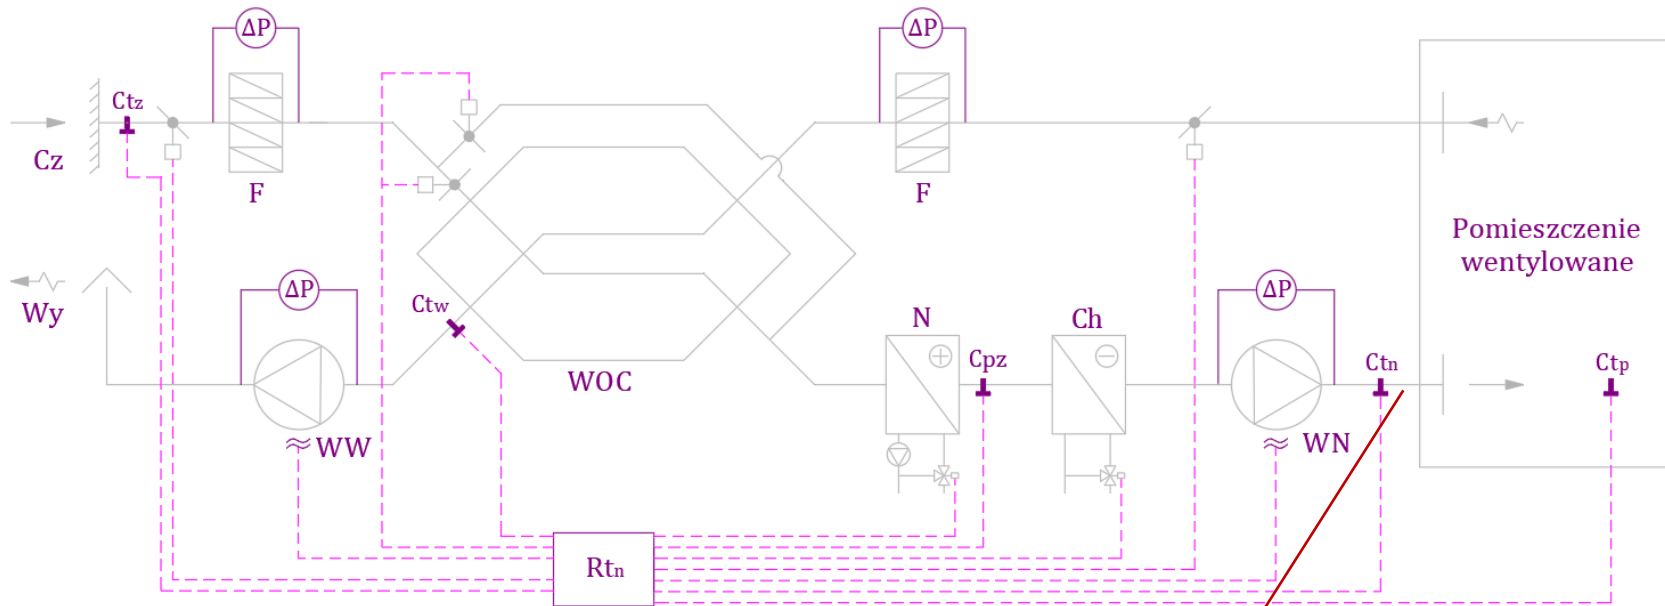 ΔP
ΔP
Ctz
Cz
F
F
Pomieszczenie
wentylowane
ΔP
Ctw
ΔP
Wy
N
Ch
Cpz
Ctn
Ctp
WOC
≈ WW
≈ WN
Rtn